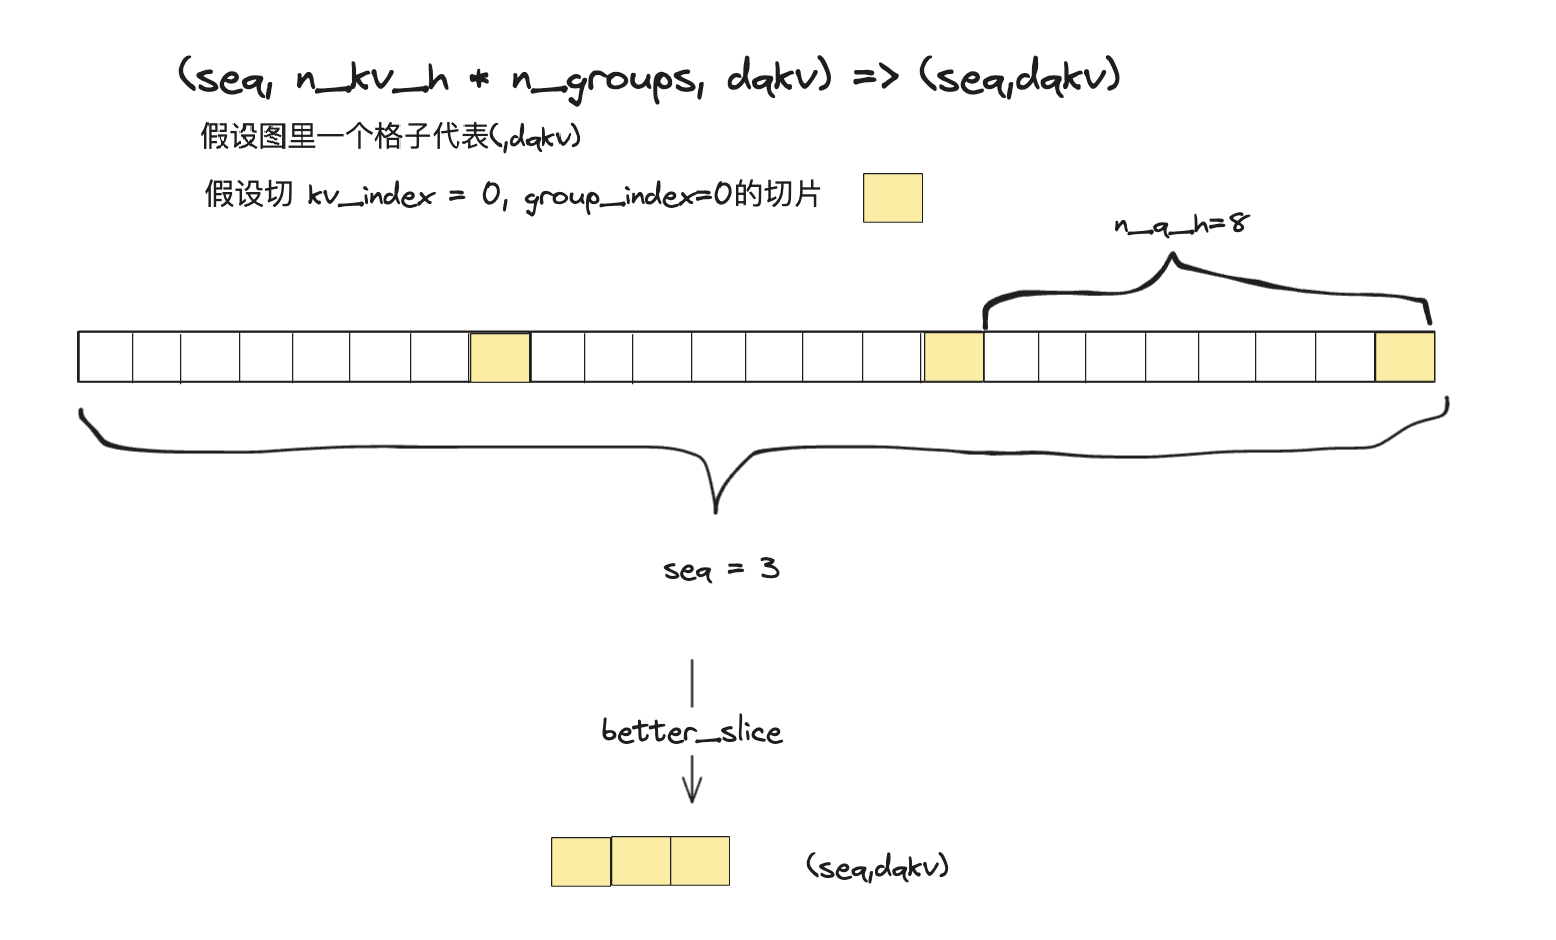 (seq, n_kv_h * n_groups, dqkv) => (seq,dqkv)
假设图里一个格子代表(,dqkv)
假设切 kv_index = 0, group_index=0的切片
n_q_h=8
seq = 3
better_slice
(seq,dqkv)